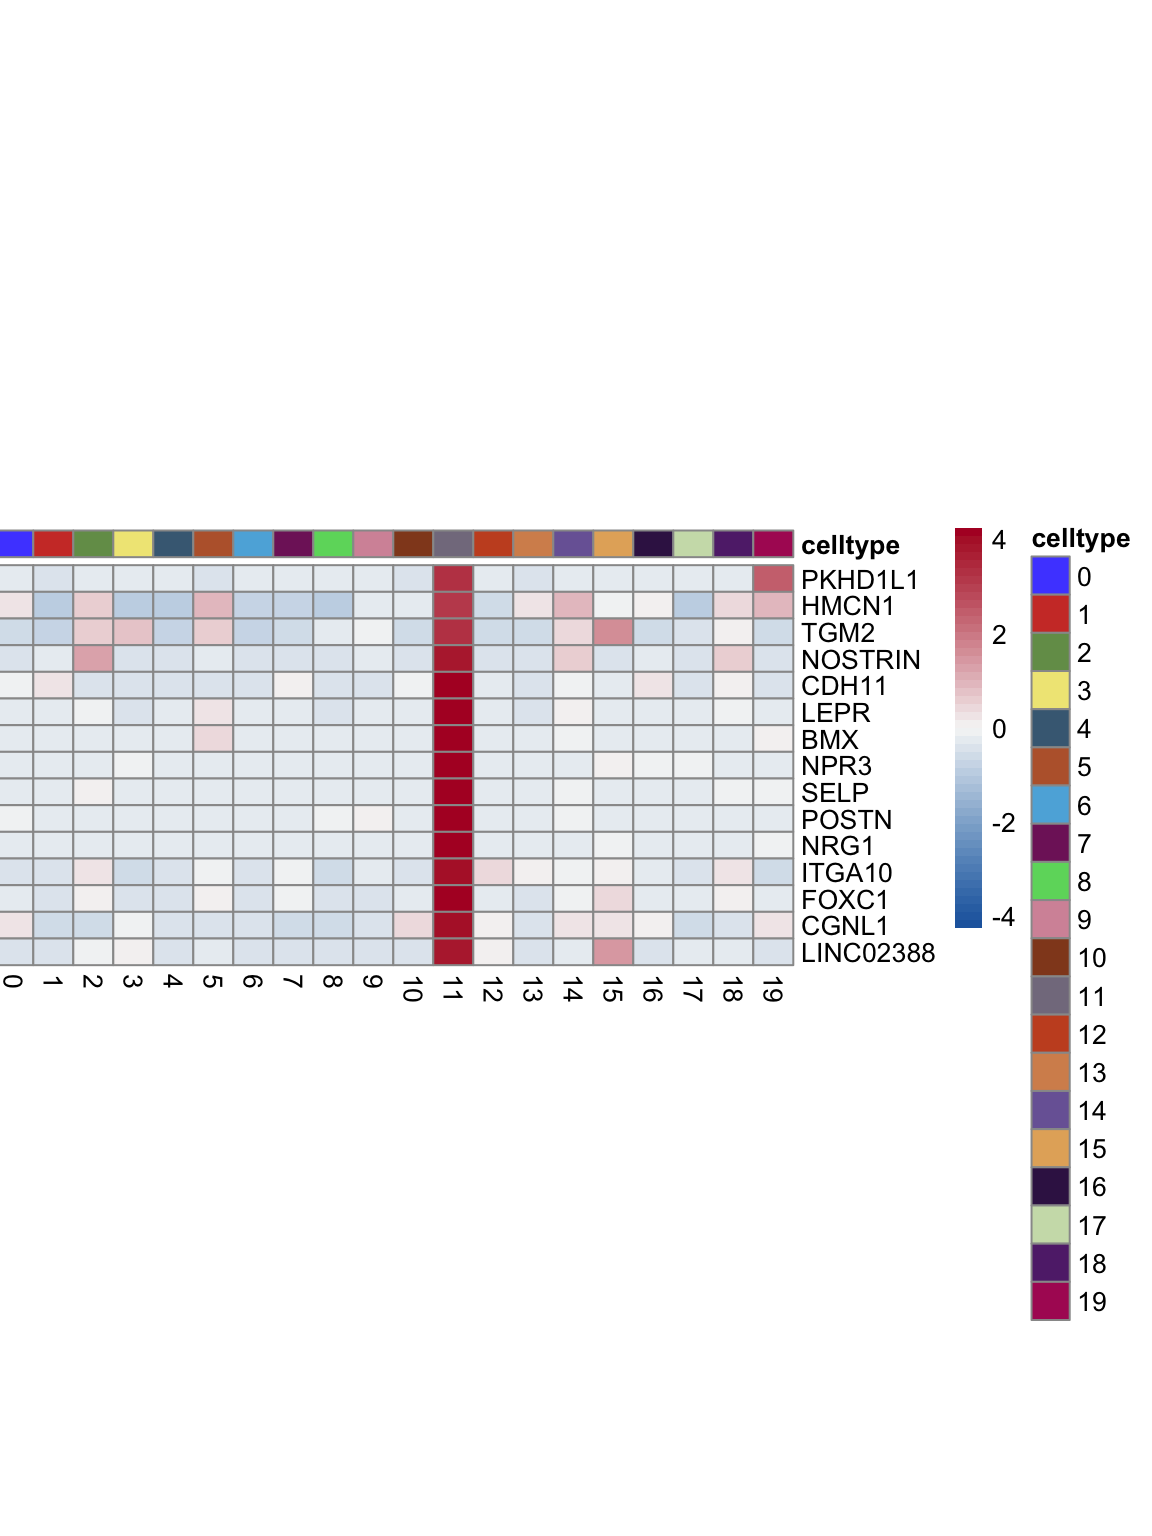 celltype
PKHD1L1
HMCN1
TGM2
NOSTRIN
CDH11
LEPR
BMX
NPR3
SELP
POSTN
NRG1
ITGA10
FOXC1
CGNL1
LINC02388
0 1 2 3 4 5 6 7 8 9 10 11 12 13 14 15 16 17 18 19
4
2
0
-2
-4
celltype
0
1
2
3
4
5
6
7
8
9
10
11
12
13
14
15
16
17
18
19